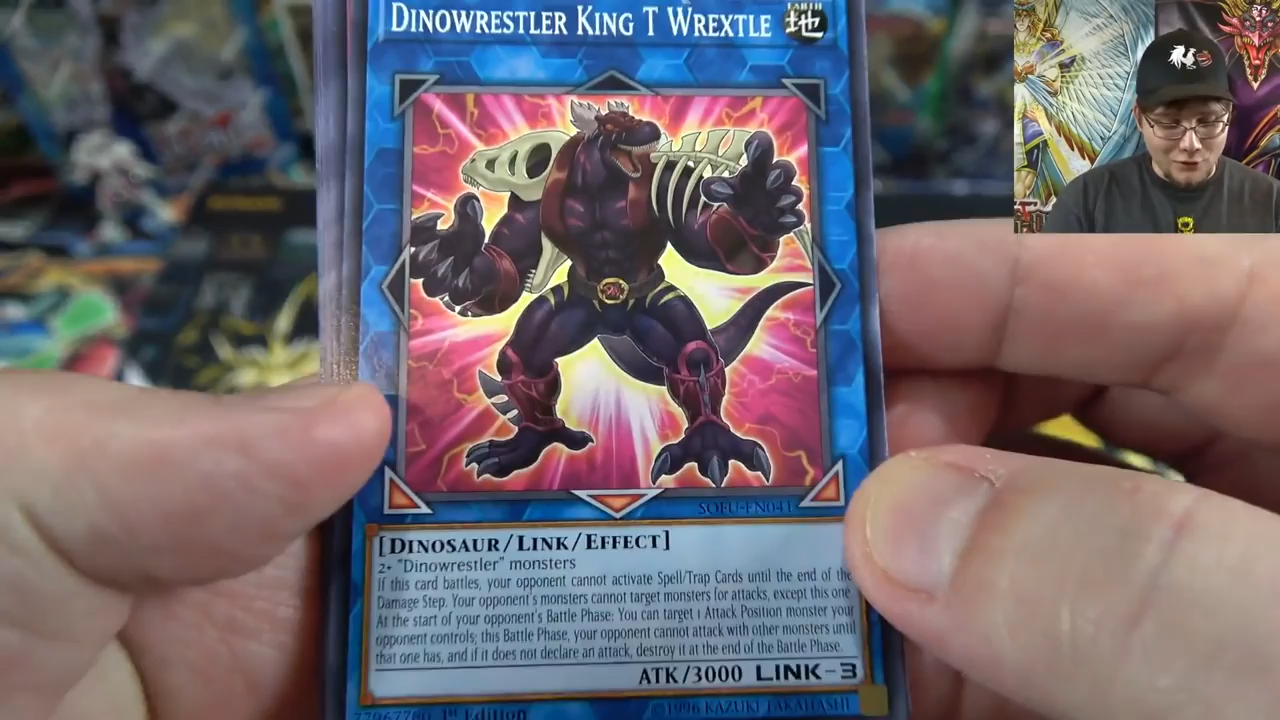 DINOWRESTLER KING T WREXTLE
EARTH
地
SOFU-EN041
[DINOSAUR/LINK/EFFECT]
2+ "Dinowrestler" monsters
If this card battles, your opponent cannot activate Spell/Trap Cards until the end of the
Damage Step. Your opponent's monsters cannot target monsters for attacks, except this one
At the start of your opponent's Battle Phase: You can target 1 Attack Position monster your
opponent controls; this Battle Phase, your opponent cannot attack with other monsters until
that one has, and if it does not declare an attack, destroy it at the end of the Battle Phase.
ATK/3000 LINK-3
1st Edition ©1996 KAZUKI TAKAHASHI